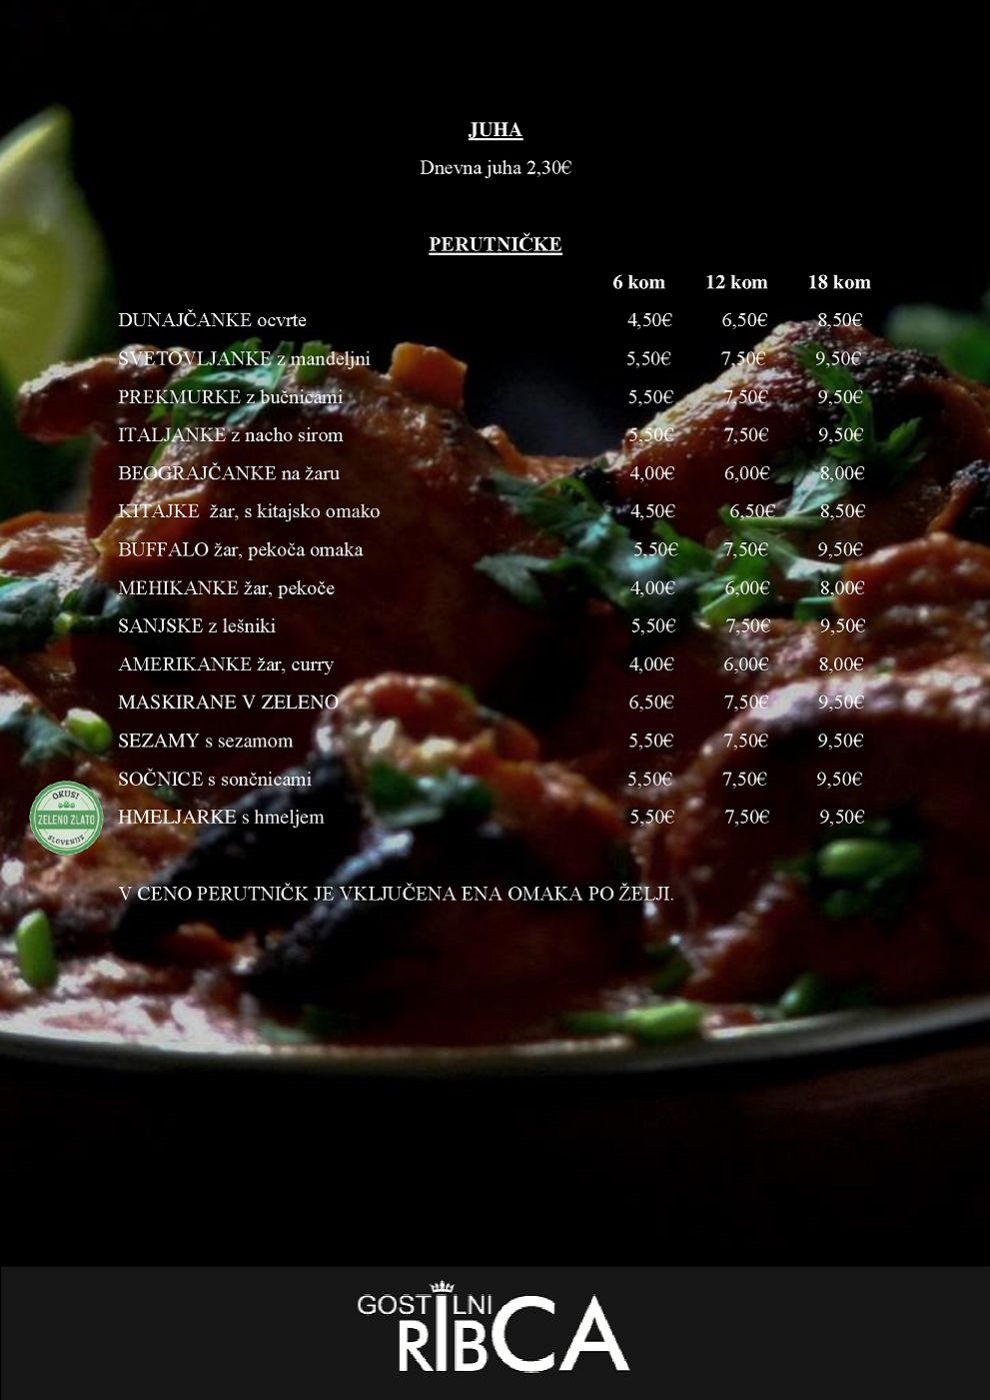 JUHA
Dnevna juha 2,30€
PERUTNIČKE
6 kom 12 kom 18 kom
DUNAJČANKE ocvrte 4,50€ 6,50€ 8,50€
SVETOVLJANKE z mandeljni 5,50€ 7,50€ 9,50€
PREKMURKE z bučnicami 5,50€ 7,50€ 9,50€
ITALJANKE z nacho sirom 5,50€ 7,50€ 9,50€
BEOGRAJČANKE na žaru 4,00€ 6,00€ 8,00€
KITAJKE žar, s kitajsko omako 4,50€ 6,50€ 8,50€
BUFFALO žar, pekoča omaka 5,50€ 7,50€ 9,50€
MEHIKANKE žar, pekoče 4,00€ 6,00€ 8,00€
SANJSKE z lešniki 5,50€ 7,50€ 9,50€
AMERIKANKE žar, curry 4,00€ 6,00€ 8,00€
MASKIRANE V ZELENO 6,50€ 7,50€ 9,50€
SEZAMY s sezamom 5,50€ 7,50€ 9,50€
SOČNICE s sončnicami 5,50€ 7,50€ 9,50€
OKUSI
ZELENO ZLATO
SLOVENIJE
HMELJARKE s hmeljem 5,50€ 7,50€ 9,50€
V CENO PERUTNIČK JE VKLJUČENA ENA OMAKA PO ŽELJI.
GOSTILNI
RIBCA